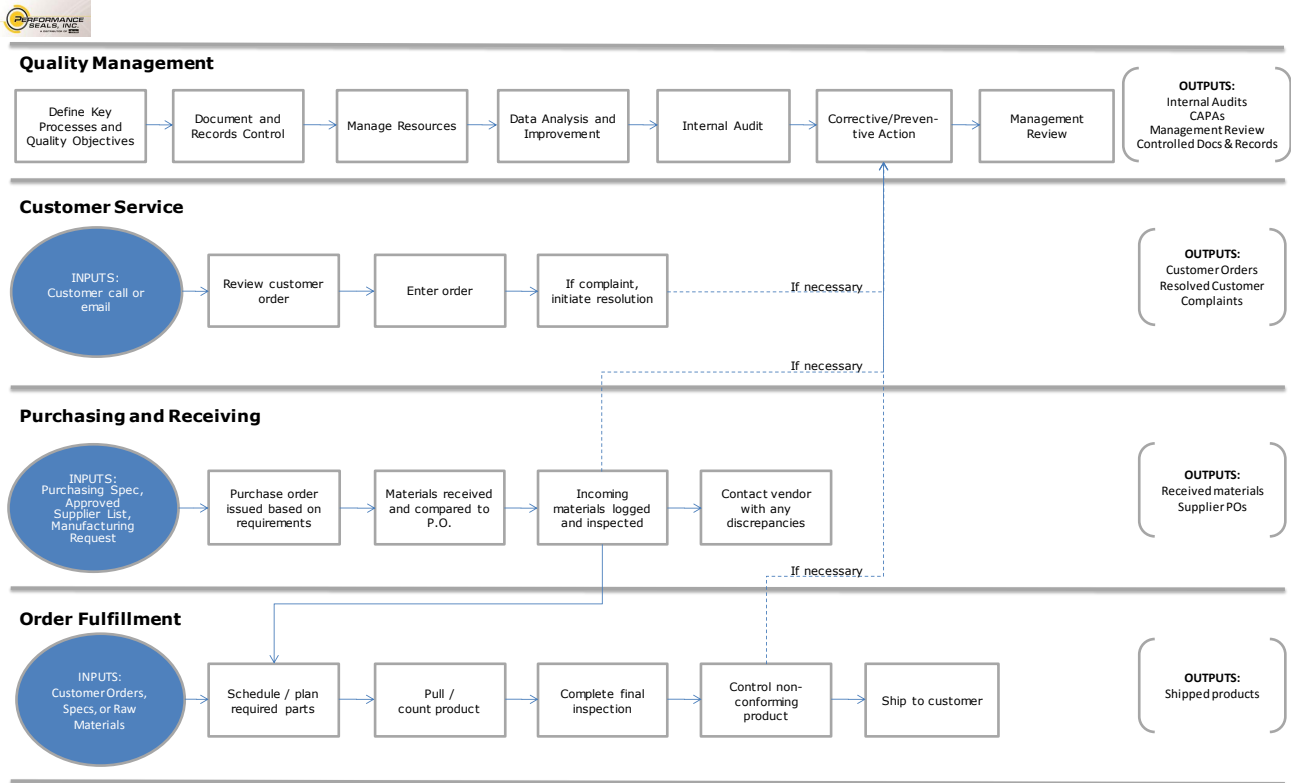 PERFORMANCE
SEALS, INC.
Quality Management
Define Key
Processes and
Quality Objectives
Document and
Records Control
Manage Resources
Data Analysis and
Improvement
Internal Audit
Corrective/Preven-
tive Action
Management
Review
OUTPUTS:
Internal Audits
CAPAs
Management Review
Controlled Docs & Records
Customer Service
INPUTS:
Customer call or
email
Review customer
order
Enter order
If complaint,
initiate resolution
If necessary
OUTPUTS:
Customer Orders
Resolved Customer
Complaints
If necessary
Purchasing and Receiving
INPUTS:
Purchasing Spec,
Approved
Supplier List,
Manufacturing
Request
Purchase order
issued based on
requirements
Materials received
and compared to
P.O.
Incoming
materials logged
and inspected
Contact vendor
with any
discrepancies
OUTPUTS:
Received materials
Supplier POs
If necessary
Order Fulfillment
INPUTS:
Customer Orders,
Specs, or Raw
Materials
Schedule / plan
required parts
Pull /
count product
Complete final
inspection
Control non-
conforming
product
Ship to customer
OUTPUTS:
Shipped products